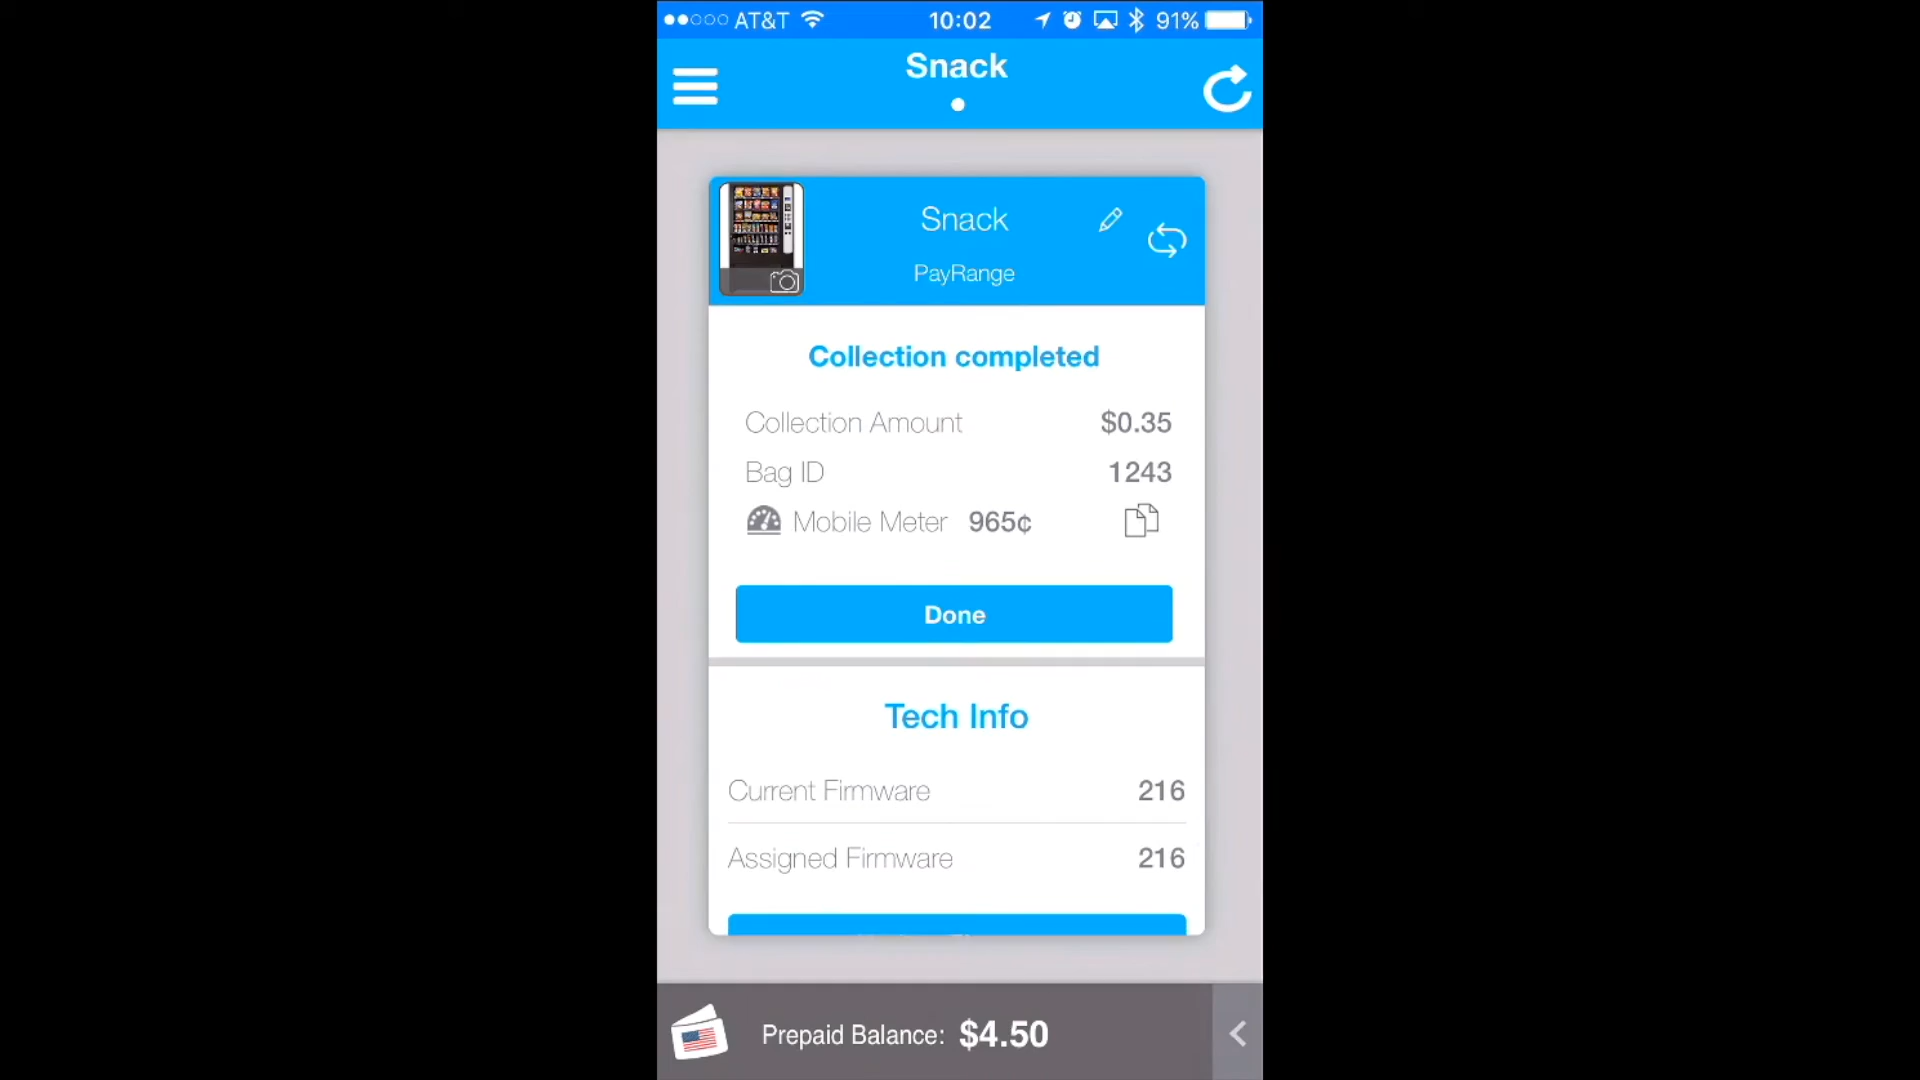 AT&T 10:02 91%
Snack
Snack
PayRange
Collection completed
Collection Amount $0.35
Bag ID 1243
Mobile Meter 965¢
Done
Tech Info
Current Firmware 216
Assigned Firmware 216
Prepaid Balance: $4.50